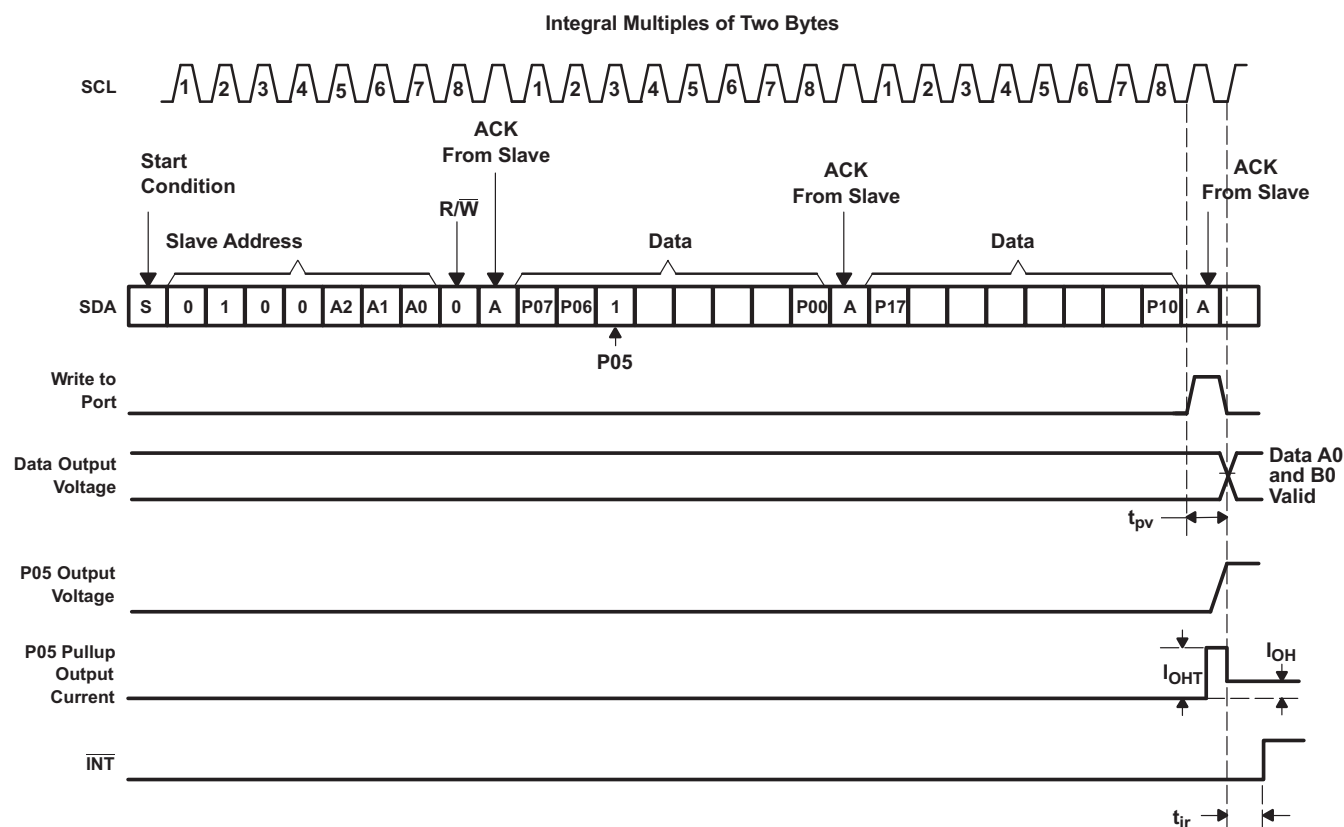 Integral Multiples of Two Bytes
SCL
1 2 3 4 5 6 7 8 1 2 3 4 5 6 7 8 1 2 3 4 5 6 7 8
Start
Condition
ACK
From Slave
ACK
From Slave
ACK
From Slave
R/W̅
Slave Address
Data
Data
SDA
S 0 1 0 0 A2 A1 A0 0 A P07 P06 1 P00 A P17 P10 A
P05
Write to
Port
Data Output
Voltage
Data A0
and B0
Valid
tpv
P05 Output
Voltage
P05 Pullup
Output
Current
IOHT
IOH
I̅N̅T̅
tir